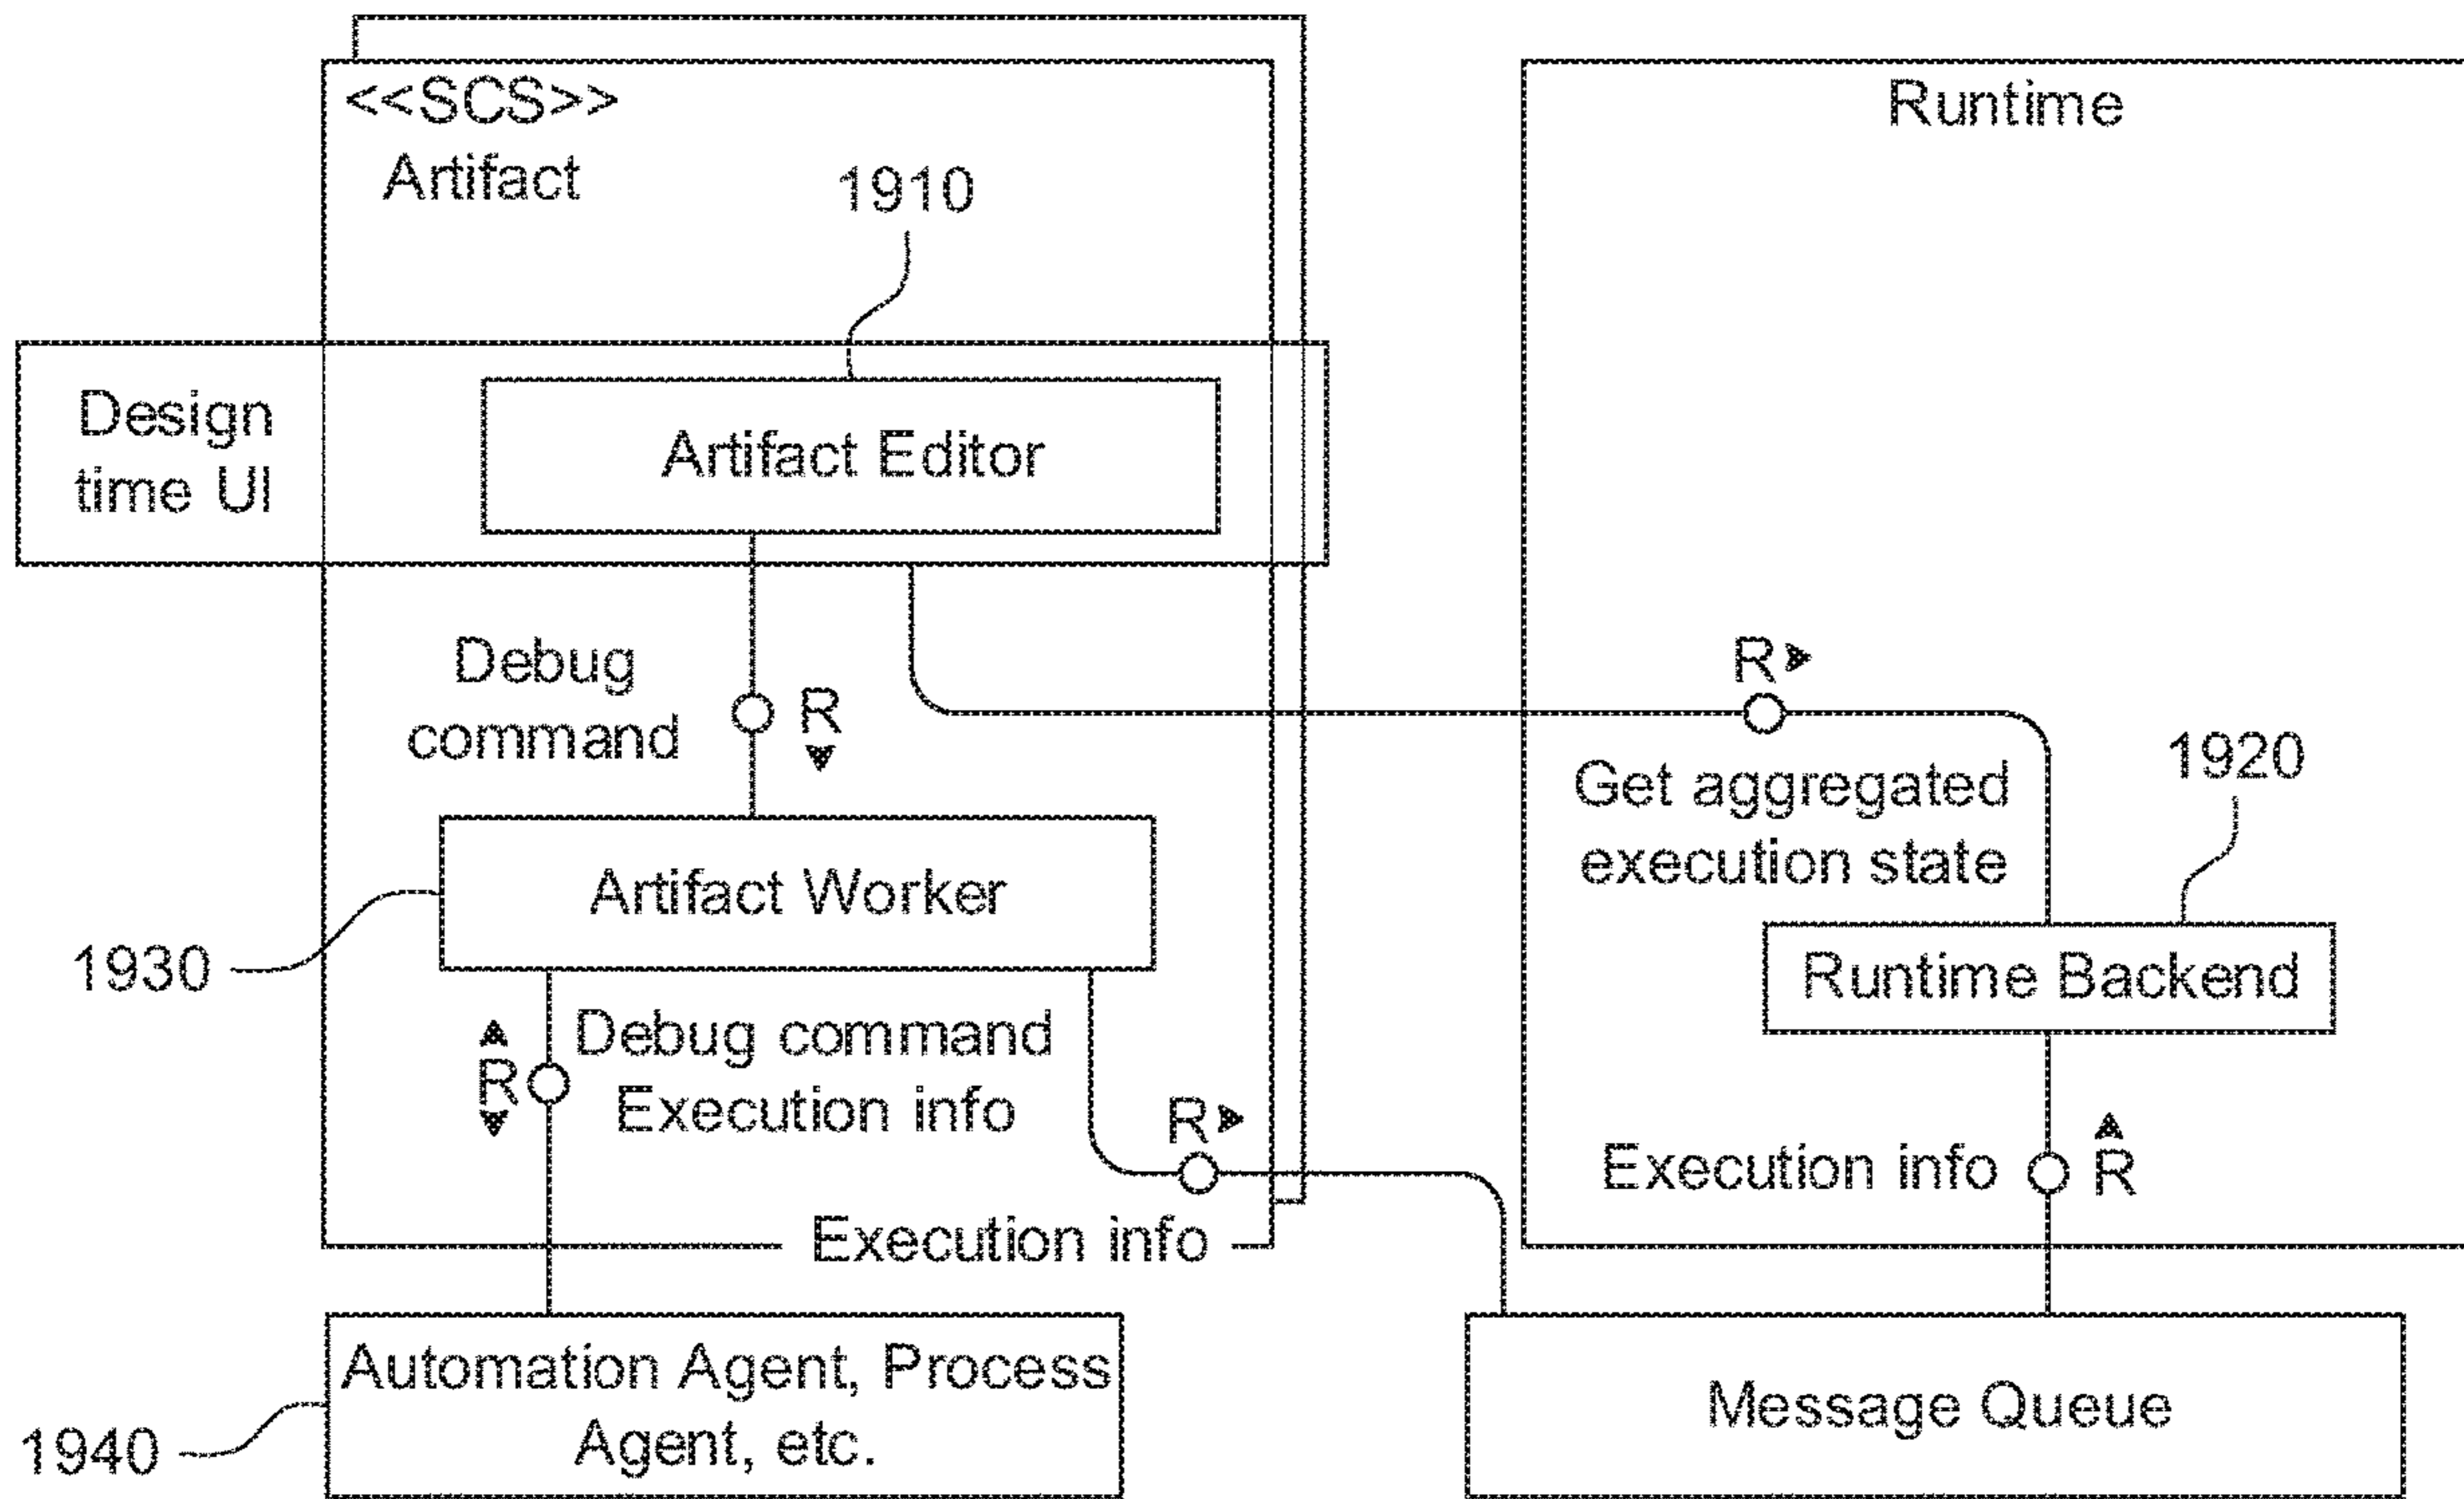 <<SCS>>
Artifact
Runtime
1910
Design
time UI
Artifact Editor
Debug
command
R
R
Get aggregated
execution state
1920
Artifact Worker
1930
Runtime Backend
Debug command
Execution info
R
R
Execution info
R
Execution info
Automation Agent, Process
Agent, etc.
1940
Message Queue